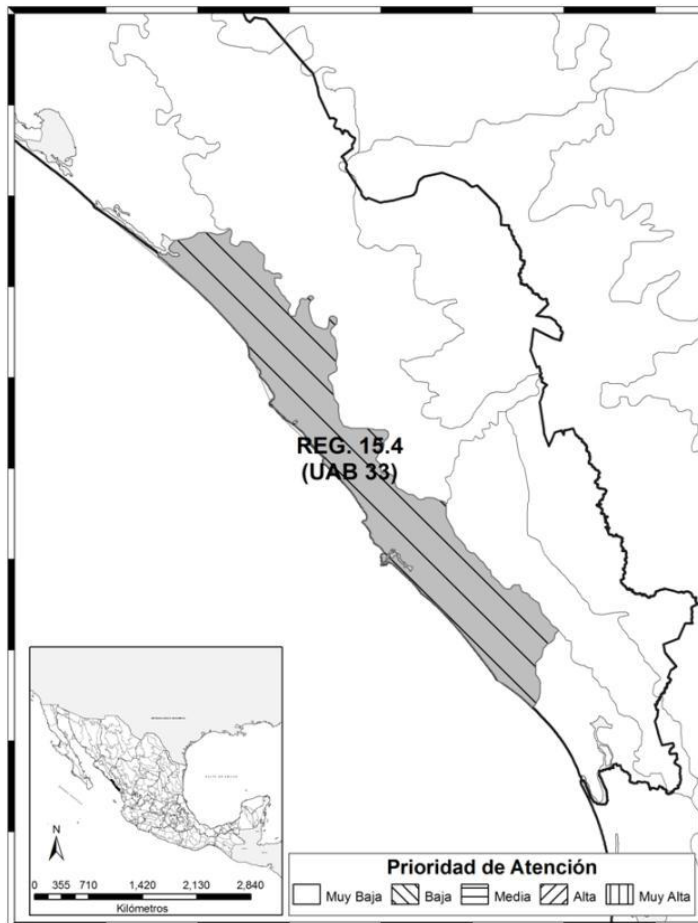 REG. 15.4
(UAB 33)
N
0 355 710 1,420 2,130 2,840
Kilómetros
Prioridad de Atención
Muy Baja Baja Media Alta Muy Alta